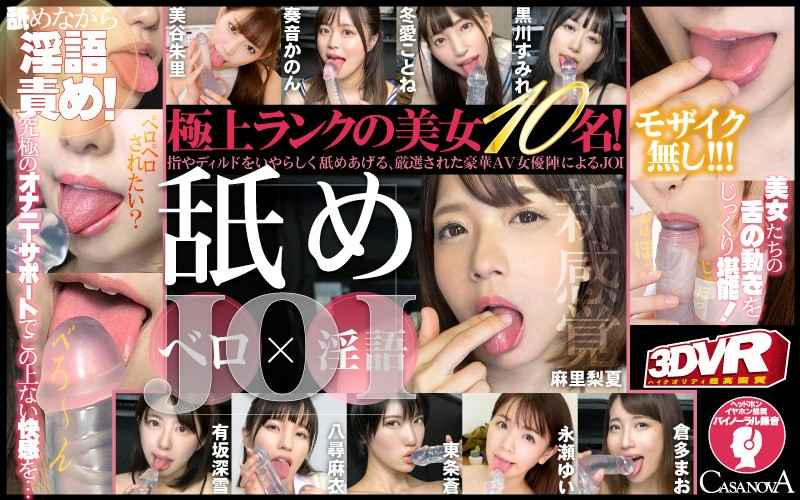 舐めながら
淫語
責め!
究極のオナニーサポートでこの上ない快感を…
ベロベロ
されたい?
べろ〜ん
美谷朱里
奏音かのん
冬愛ことね
黒川すみれ
極上ランクの美女10名!
指やディルドをいやらしく舐めあげる、厳選された豪華AV女優陣によるJOI
舐め
JOI
ベロ×淫語
新感覚
麻里梨夏
モザイク
無し!!!
美女たちの
舌の動きを
じっくり堪能!
3DVR
ハイクオリティ超高画質
ヘッドホン
イヤホン推奨
バイノーラル録音
CASANOVA
有坂深雪
八尋麻衣
東条蒼
永瀬ゆい
倉多まお